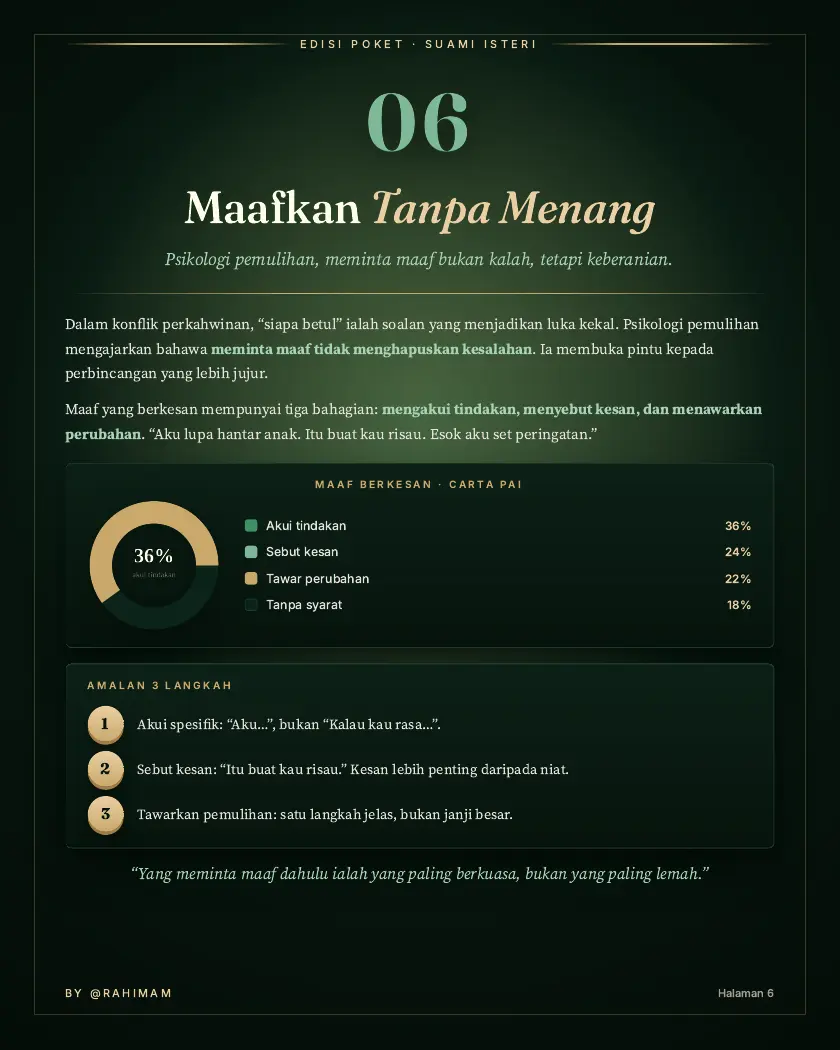 EDISI POKET · SUAMI ISTERI
06
Maafkan Tanpa Menang
Psikologi pemulihan, meminta maaf bukan kalah, tetapi keberanian.
Dalam konflik perkahwinan, “siapa betul” ialah soalan yang menjadikan luka kekal. Psikologi pemulihan
mengajarkan bahawa meminta maaf tidak menghapuskan kesalahan. Ia membuka pintu kepada
perbincangan yang lebih jujur.
Maaf yang berkesan mempunyai tiga bahagian: mengakui tindakan, menyebut kesan, dan menawarkan
perubahan. “Aku lupa hantar anak. Itu buat kau risau. Esok aku set peringatan.”
MAAF BERKESAN · CARTA PAI
36%
akui tindakan
Akui tindakan 36%
Sebut kesan 24%
Tawar perubahan 22%
Tanpa syarat 18%
AMALAN 3 LANGKAH
1 Akui spesifik: “Aku...”, bukan “Kalau kau rasa...”.
2 Sebut kesan: “Itu buat kau risau.” Kesan lebih penting daripada niat.
3 Tawarkan pemulihan: satu langkah jelas, bukan janji besar.
“Yang meminta maaf dahulu ialah yang paling berkuasa, bukan yang paling lemah.”
BY @RAHIMAM
Halaman 6